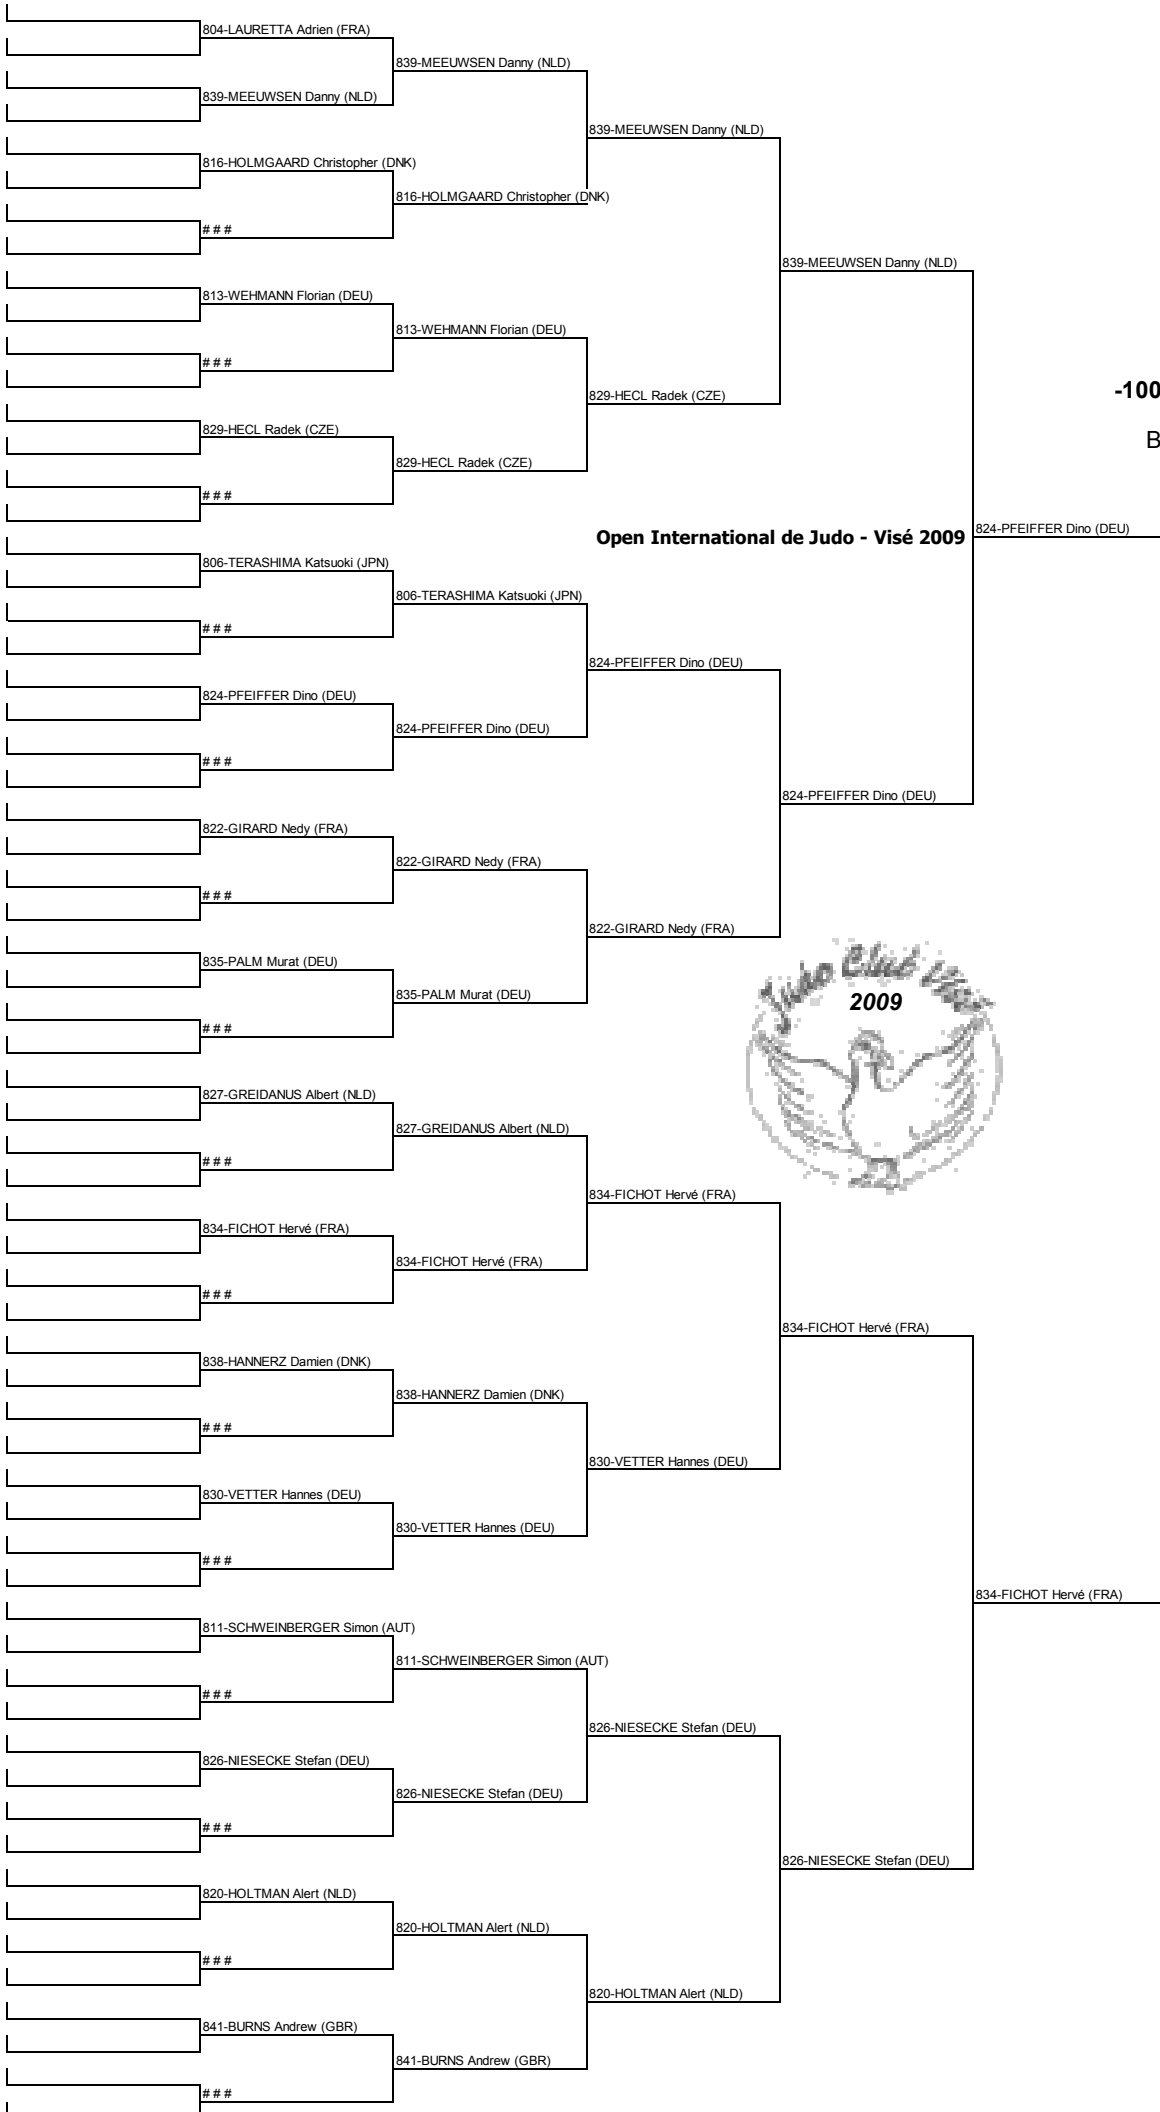 804-LAURETTA Adrien (FRA)
839-MEEUWSEN Danny (NLD)
839-MEEUWSEN Danny (NLD)
839-MEEUWSEN Danny (NLD)
816-HOLMGAARD Christopher (DNK)
816-HOLMGAARD Christopher (DNK)
# # #
839-MEEUWSEN Danny (NLD)
813-WEHMANN Florian (DEU)
813-WEHMANN Florian (DEU)
# # #
-100
829-HECL Radek (CZE)
829-HECL Radek (CZE)
B
829-HECL Radek (CZE)
# # #
824-PFEIFFER Dino (DEU)
Open International de Judo - Visé 2009
806-TERASHIMA Katsuoki (JPN)
806-TERASHIMA Katsuoki (JPN)
# # #
824-PFEIFFER Dino (DEU)
824-PFEIFFER Dino (DEU)
824-PFEIFFER Dino (DEU)
# # #
824-PFEIFFER Dino (DEU)
822-GIRARD Nedy (FRA)
822-GIRARD Nedy (FRA)
# # #
822-GIRARD Nedy (FRA)
835-PALM Murat (DEU)
Judo Club Visé
835-PALM Murat (DEU)
2009
# # #
827-GREIDANUS Albert (NLD)
827-GREIDANUS Albert (NLD)
# # #
834-FICHOT Hervé (FRA)
834-FICHOT Hervé (FRA)
834-FICHOT Hervé (FRA)
# # #
834-FICHOT Hervé (FRA)
838-HANNERZ Damien (DNK)
838-HANNERZ Damien (DNK)
# # #
830-VETTER Hannes (DEU)
830-VETTER Hannes (DEU)
830-VETTER Hannes (DEU)
# # #
834-FICHOT Hervé (FRA)
811-SCHWEINBERGER Simon (AUT)
811-SCHWEINBERGER Simon (AUT)
# # #
826-NIESECKE Stefan (DEU)
826-NIESECKE Stefan (DEU)
826-NIESECKE Stefan (DEU)
# # #
826-NIESECKE Stefan (DEU)
820-HOLTMAN Alert (NLD)
820-HOLTMAN Alert (NLD)
# # #
820-HOLTMAN Alert (NLD)
841-BURNS Andrew (GBR)
841-BURNS Andrew (GBR)
# # #